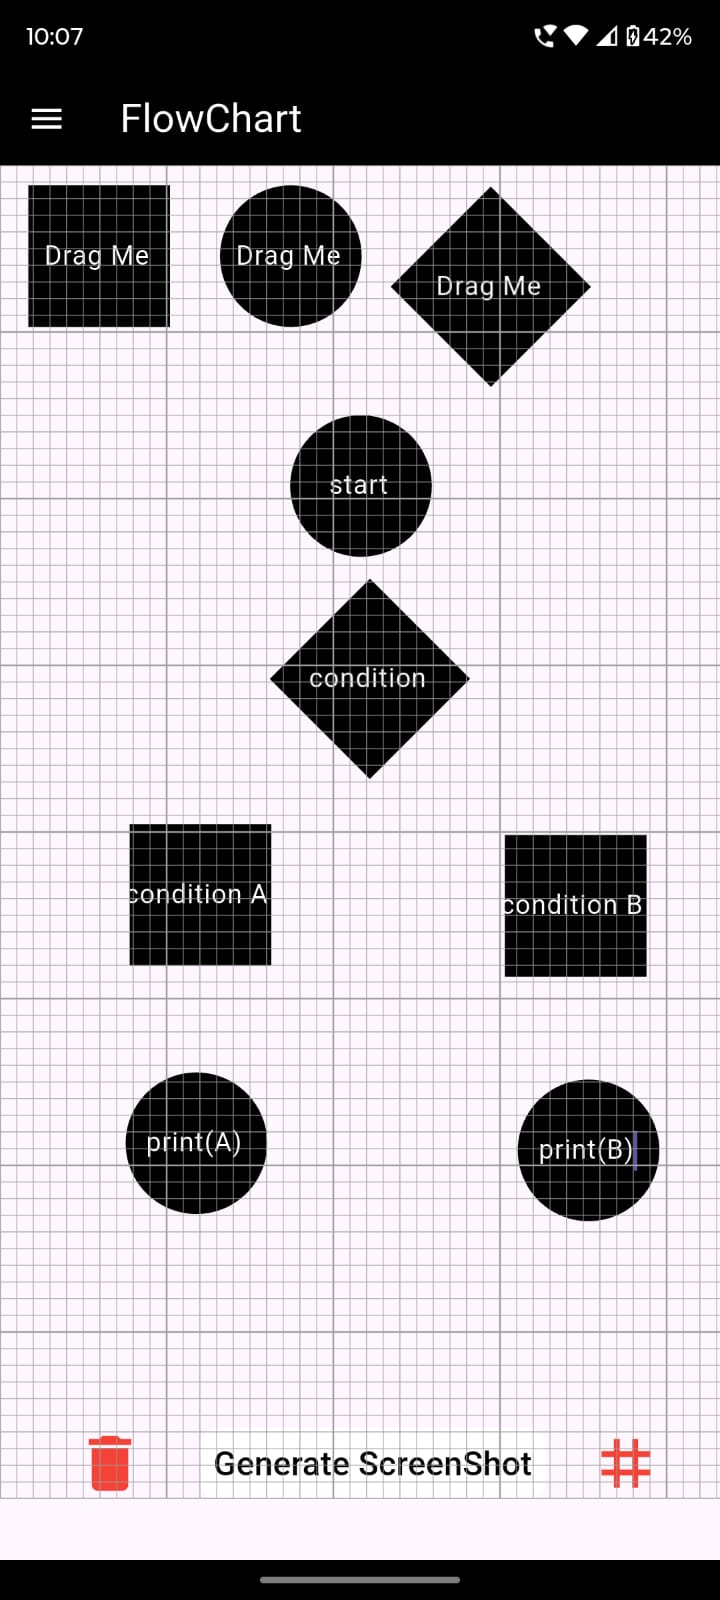 10:07
42%
FlowChart
Drag Me
Drag Me
Drag Me
start
condition
condition A
condition B
print(A)
print(B)
Generate ScreenShot